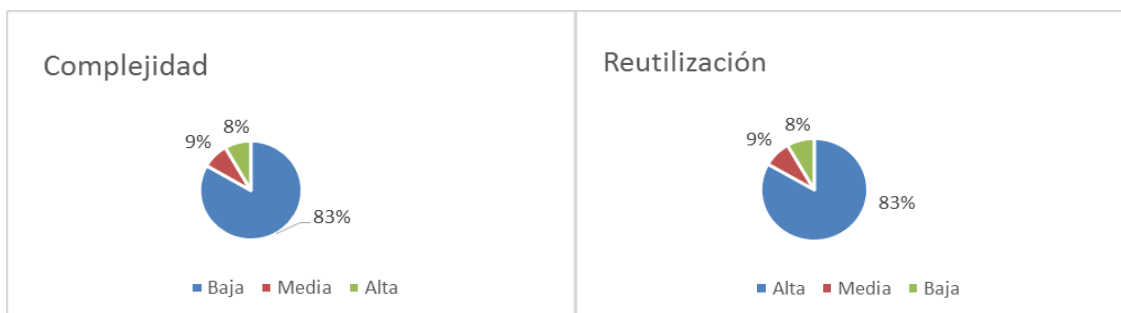 Complejidad
8%
9%
83%
Baja Media Alta
Reutilización
8%
9%
83%
Alta Media Baja